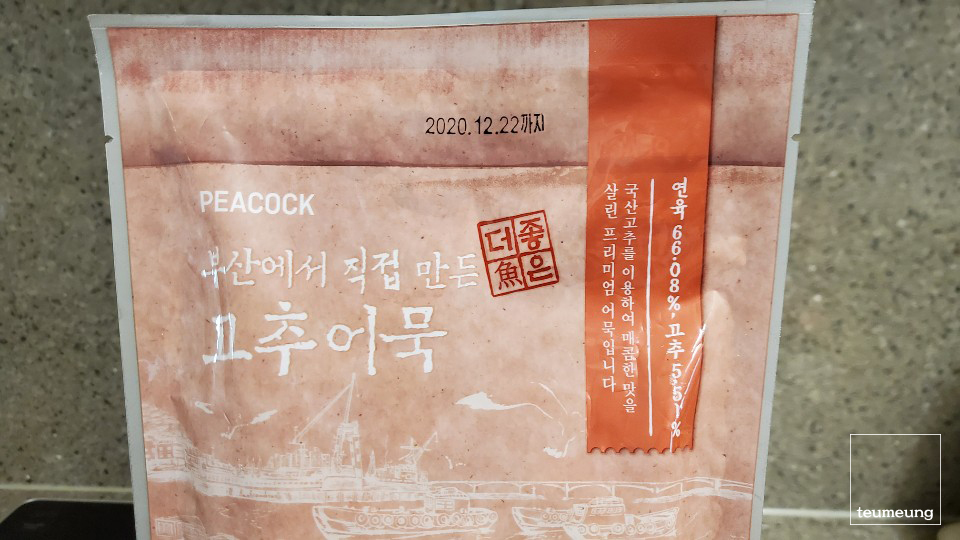 2020.12.22까지
PEACOCK
부산에서 직접 만든
고추어묵
더좋은
魚
연육 66.08%, 고추 5.51%
국산고추를 이용하여 매콤한 맛을
살린 프리미엄 어묵입니다
teumeung